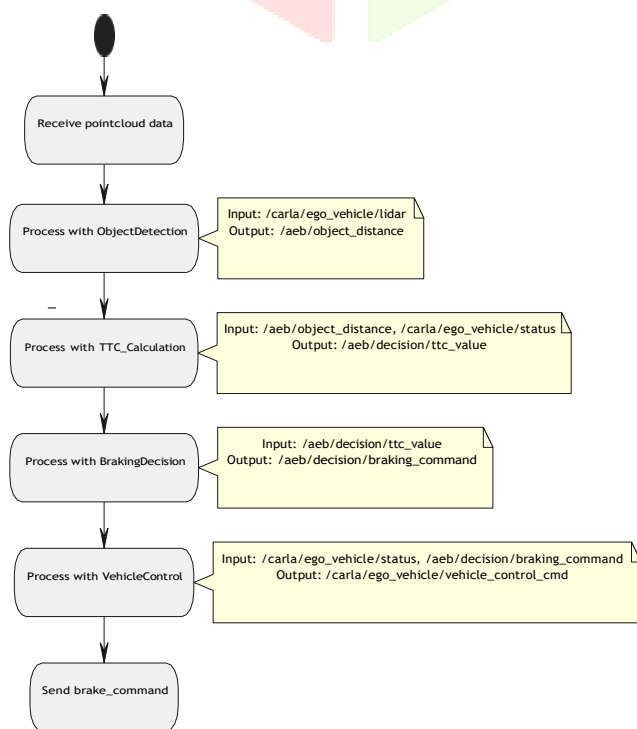 Receive pointcloud data
Process with ObjectDetection
Input: /carla/ego_vehicle/lidar
Output: /aeb/object_distance
Process with TTC_Calculation
Input: /aeb/object_distance, /carla/ego_vehicle/status
Output: /aeb/decision/ttc_value
Process with BrakingDecision
Input: /aeb/decision/ttc_value
Output: /aeb/decision/braking_command
Process with VehicleControl
Input: /carla/ego_vehicle/status, /aeb/decision/braking_command
Output: /carla/ego_vehicle/vehicle_control_cmd
Send brake_command